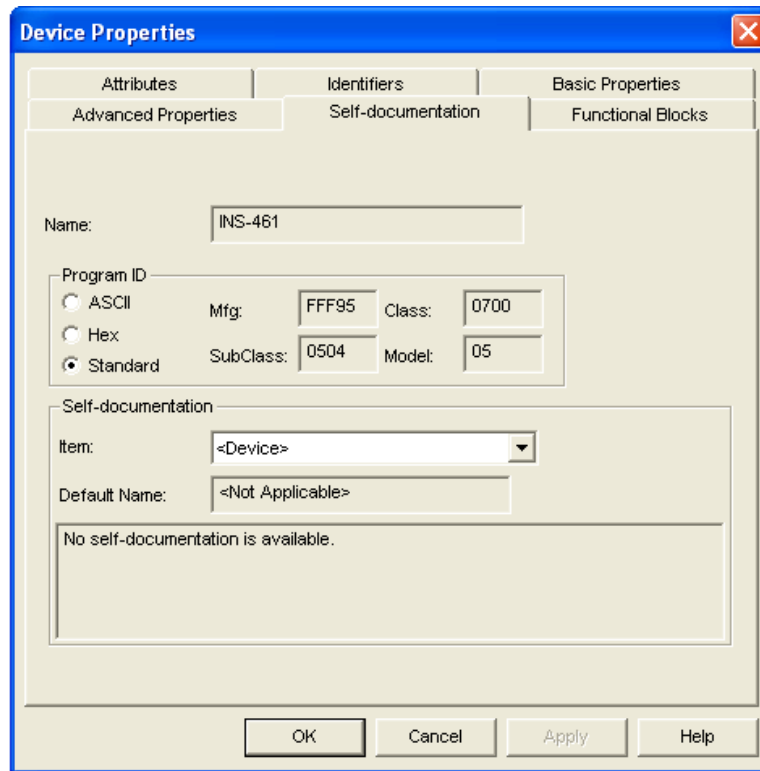 Device Properties
Attributes Identifiers Basic Properties
Advanced Properties Self-documentation Functional Blocks
Name: INS-461
Program ID
ASCII Mfg: FFF95 Class: 0700
Hex
Standard SubClass: 0504 Model: 05
Self-documentation
Item: <Device>
Default Name: <Not Applicable>
No self-documentation is available.
OK Cancel Apply Help